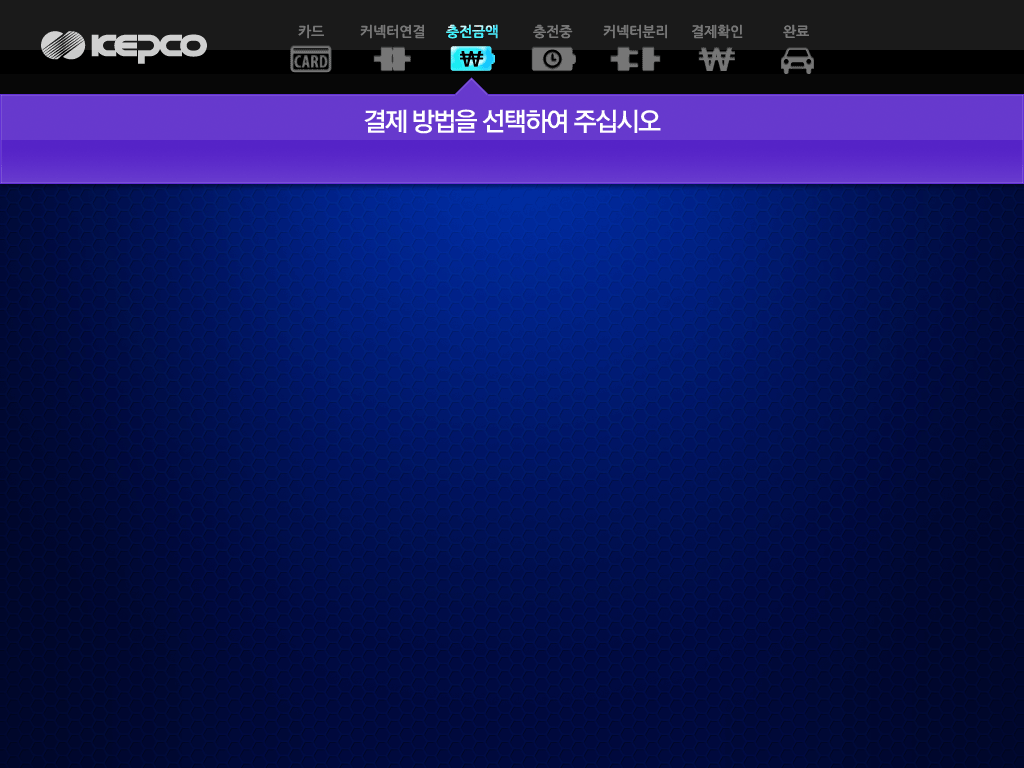 KEPCO
카드
커넥터연결
충전금액
충전중
커넥터분리
결제확인
완료
CARD
₩
₩
결제 방법을 선택하여 주십시오